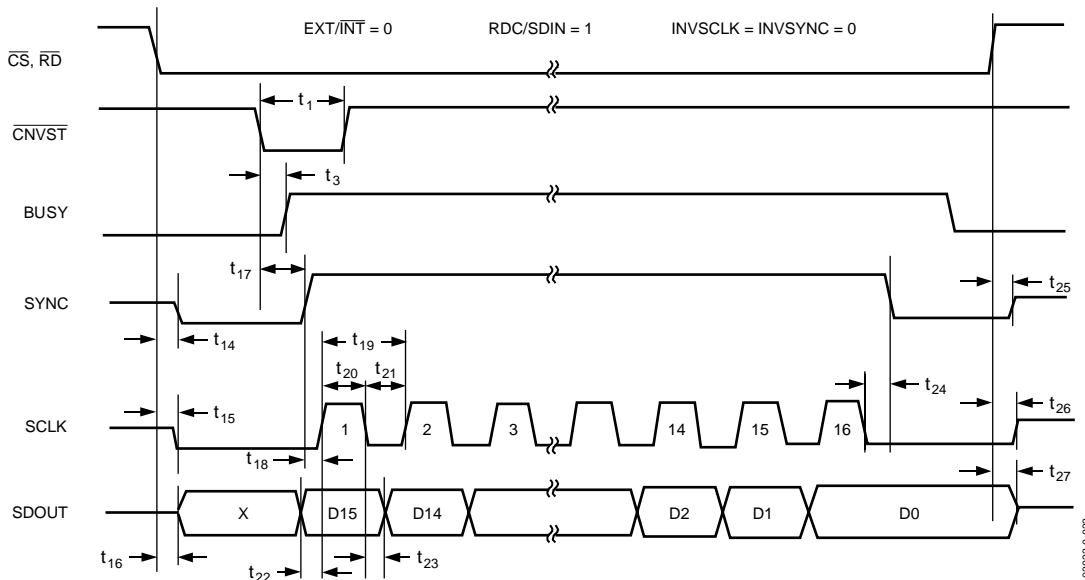 EXT/INT = 0 RDC/SDIN = 1 INVSCLK = INVSYNC = 0
CS, RD
t1
CNVST
t3
BUSY
t17
SYNC
t25
t14
t19
t20 t21
t24
t15
t26
SCLK
1 2 3 14 15 16
t18
t27
SDOUT
X D15 D14 D2 D1 D0
t16
t22
t23